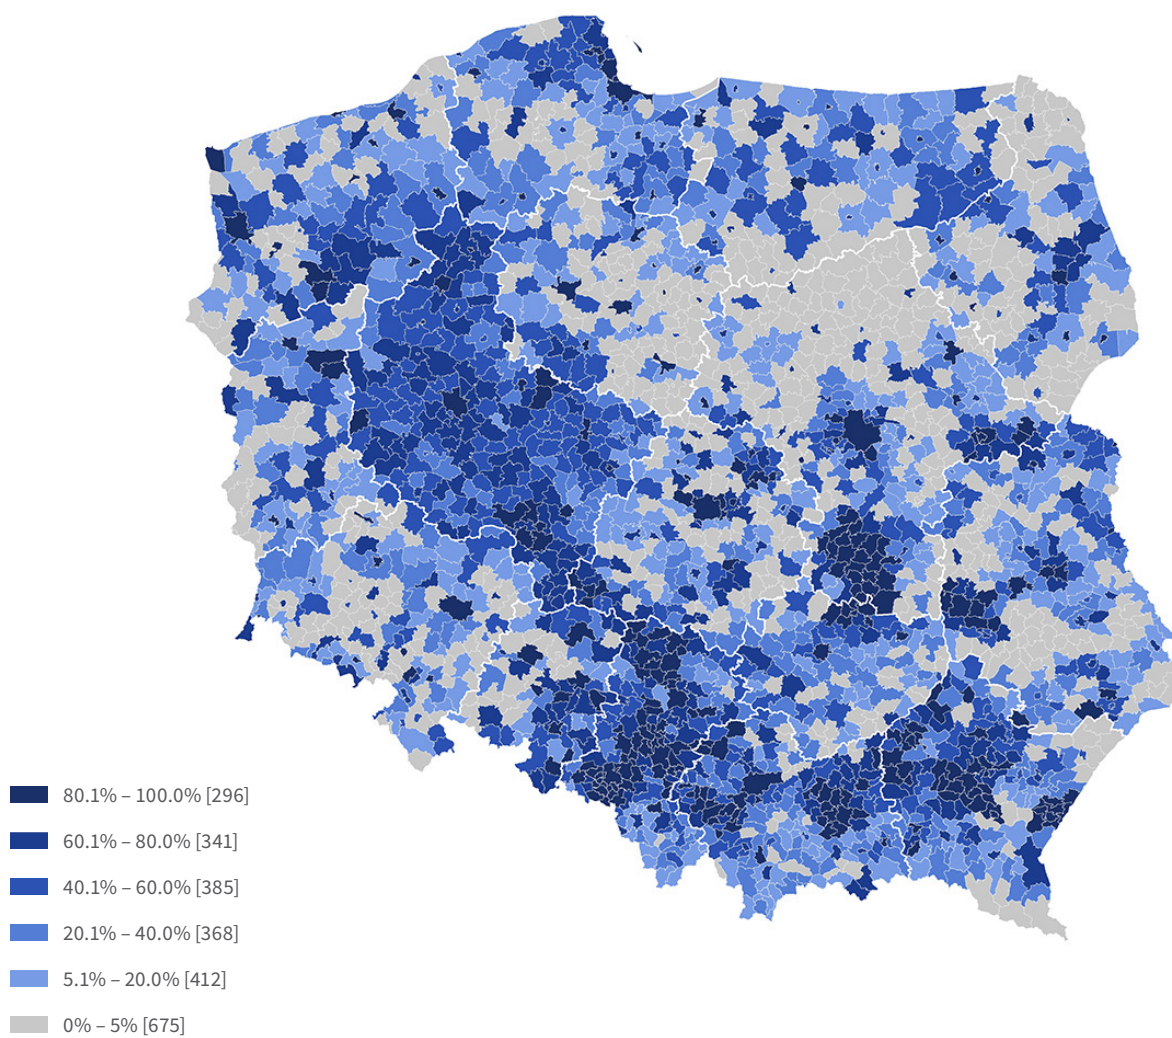 80.1% – 100.0% [296]
60.1% – 80.0% [341]
40.1% – 60.0% [385]
20.1% – 40.0% [368]
5.1% – 20.0% [412]
0% – 5% [675]